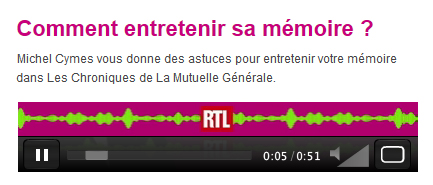 Comment entretenir sa mémoire ?
Michel Cymes vous donne des astuces pour entretenir votre mémoire
dans Les Chroniques de La Mutuelle Générale.
RTL
0:05 / 0:51